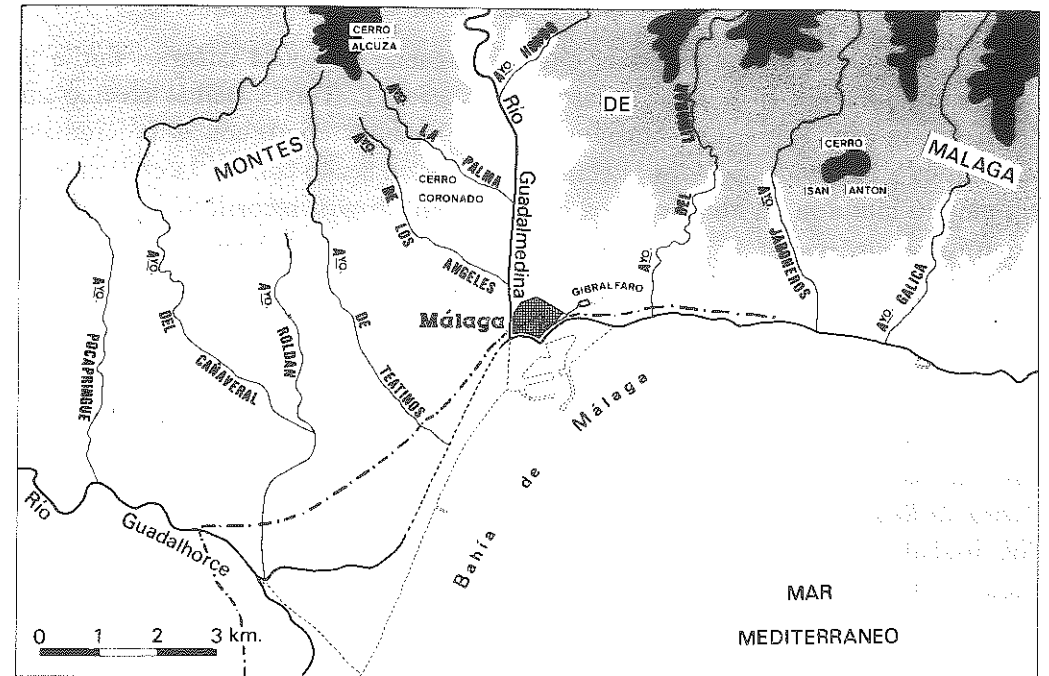 CERRO
ALCUZA
AYO. HONDO
Río Guadalmedina
AYO. LA PALMA
AYO. DE LOS ANGELES
CERRO
CORONADO
MONTES
DE
MALAGA
CERRO
SAN ANTON
AYO. JABONEROS
AYO. GALICA
AYO. DEL
GIBRALFARO
Málaga
AYO. POCAPRINGUE
AYO. DEL CAÑAVERAL
AYO. ROLDAN
AYO. DE TEATINOS
Río Guadalhorce
Bahía de Málaga
MAR
MEDITERRANEO
0 1 2 3 km.